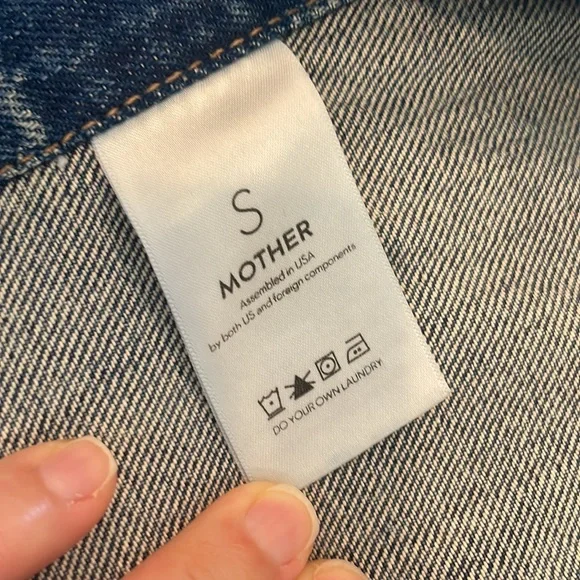 S
MOTHER
Assembled in USA
by both US and foreign components
DO YOUR OWN LAUNDRY